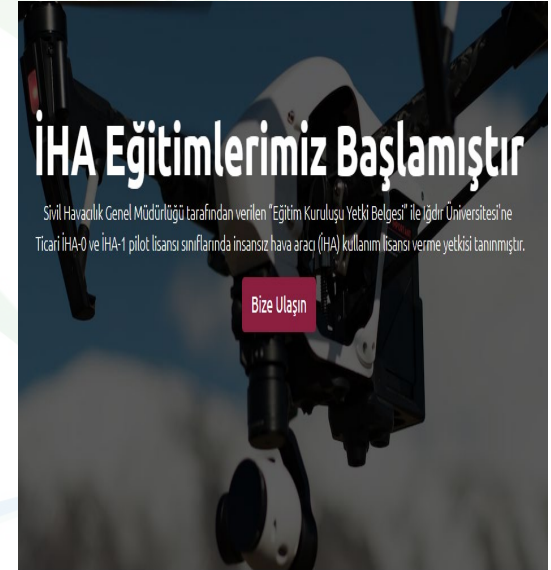 İHA Eğitimlerimiz Başlamıştır
Sivil Havacılık Genel Müdürlüğü tarafından verilen "Eğitim Kuruluşu Yetki Belgesi" ile Iğdır Üniversitesi'ne
Ticari İHA-0 ve İHA-1 pilot lisansı sınıflarında insansız hava aracı (İHA) kullanım lisansı verme yetkisi tanınmıştır.
Bize Ulaşın